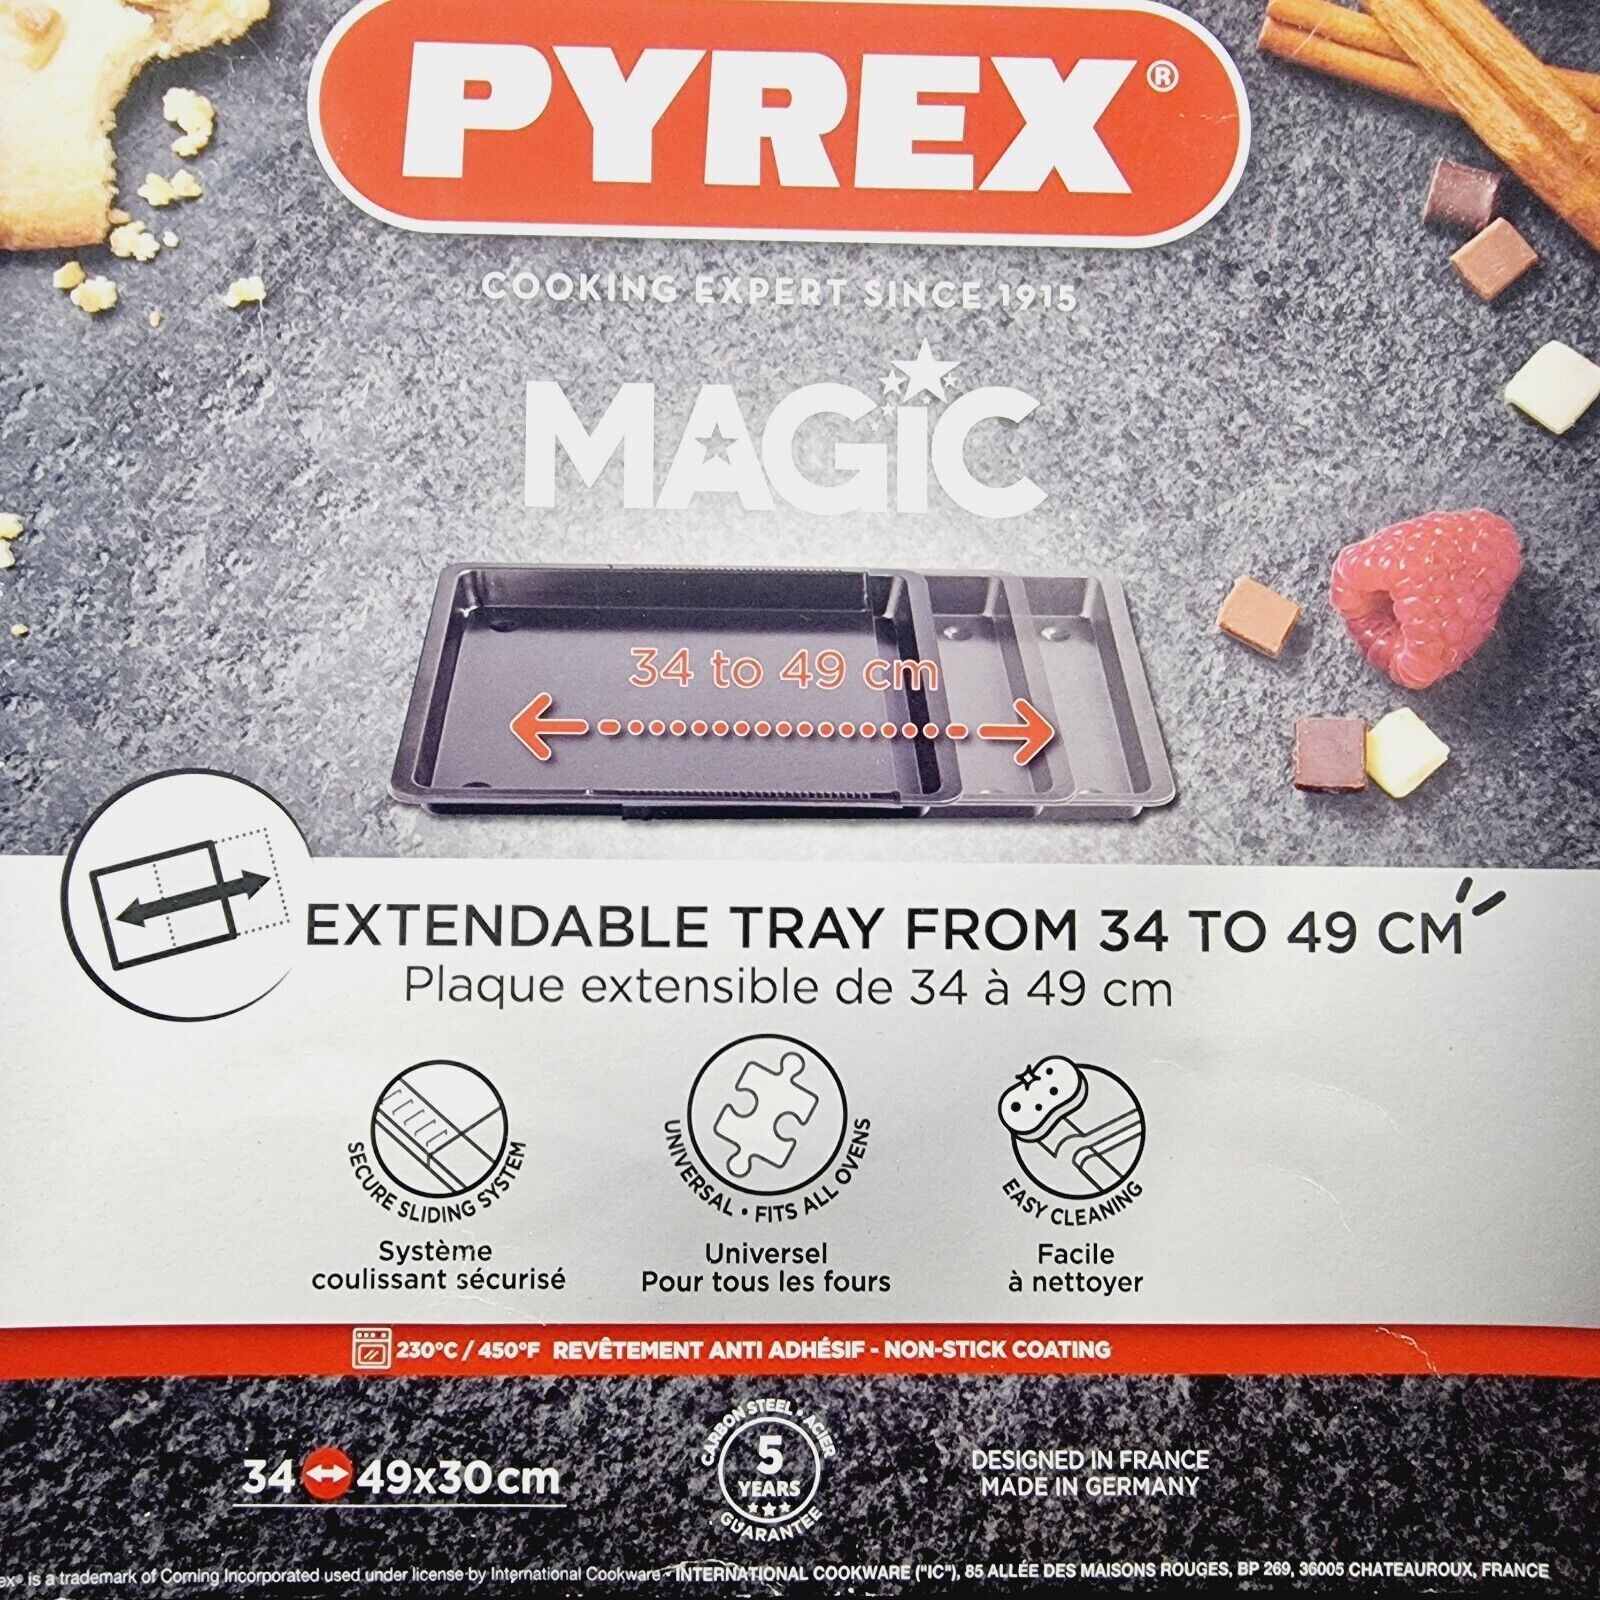 PYREX®
COOKING EXPERT SINCE 1915
MAGiC
34 to 49 cm
EXTENDABLE TRAY FROM 34 TO 49 CM
Plaque extensible de 34 à 49 cm
SECURE SLIDING SYSTEM
Système
coulissant sécurisé
UNIVERSAL • FITS ALL OVENS
Universel
Pour tous les fours
EASY CLEANING
Facile
à nettoyer
230°C / 450°F REVÊTEMENT ANTI ADHÉSIF - NON-STICK COATING
34 ↔ 49x30cm
CARBON STEEL • ACIER
5
YEARS
GUARANTEE
DESIGNED IN FRANCE
MADE IN GERMANY
ex® is a trademark of Corning Incorporated used under license by International Cookware - INTERNATIONAL COOKWARE ("IC"), 85 ALLÉE DES MAISONS ROUGES, BP 269, 36005 CHATEAUROUX, FRANCE